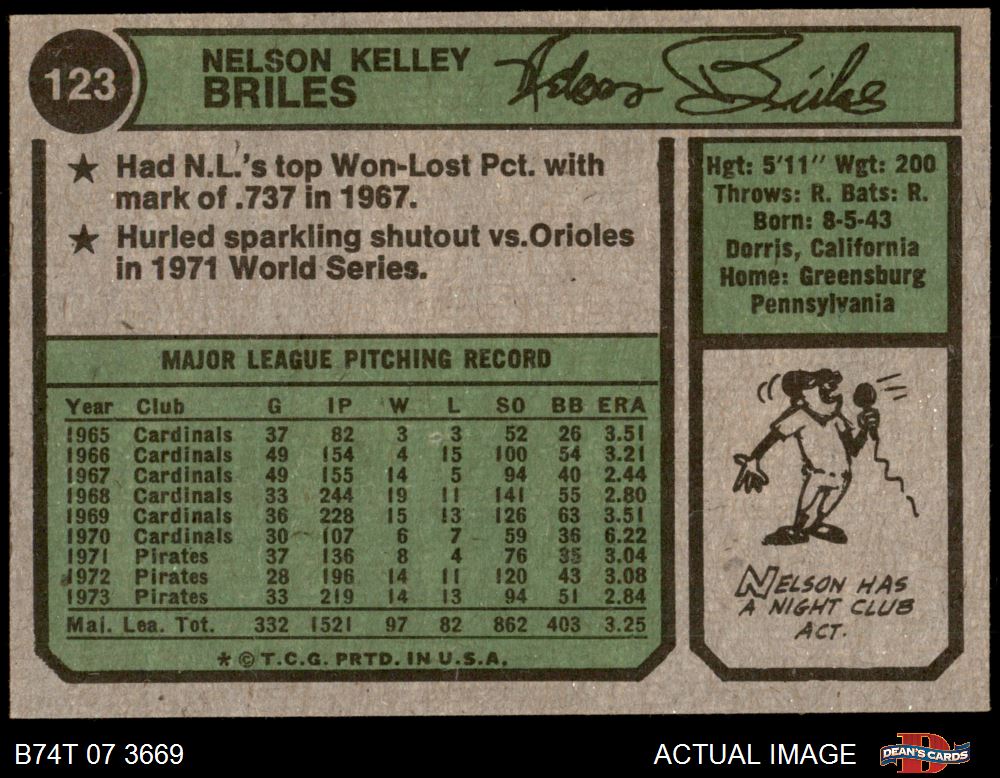 123
NELSON KELLEY
BRILES
Nelson Briles
★ Had N.L.'s top Won-Lost Pct. with
mark of .737 in 1967.
★ Hurled sparkling shutout vs.Orioles
in 1971 World Series.
Hgt: 5'11" Wgt: 200
Throws: R. Bats: R.
Born: 8-5-43
Dorris, California
Home: Greensburg
Pennsylvania
MAJOR LEAGUE PITCHING RECORD
Year Club G IP W L SO BB ERA
1965 Cardinals 37 82 3 3 52 26 3.51
1966 Cardinals 49 154 4 15 100 54 3.21
1967 Cardinals 49 155 14 5 94 40 2.44
1968 Cardinals 33 244 19 11 141 55 2.80
1969 Cardinals 36 228 15 13 126 63 3.51
1970 Cardinals 30 107 6 7 59 36 6.22
1971 Pirates 37 136 8 4 76 35 3.04
1972 Pirates 28 196 14 11 120 43 3.08
1973 Pirates 33 219 14 13 94 51 2.84
Maj. Lea. Tot. 332 1521 97 82 862 403 3.25
* © T.C.G. PRTD. IN U.S.A.
NELSON HAS
A NIGHT CLUB
ACT.
B74T 07 3669
ACTUAL IMAGE
DEAN'S CARDS